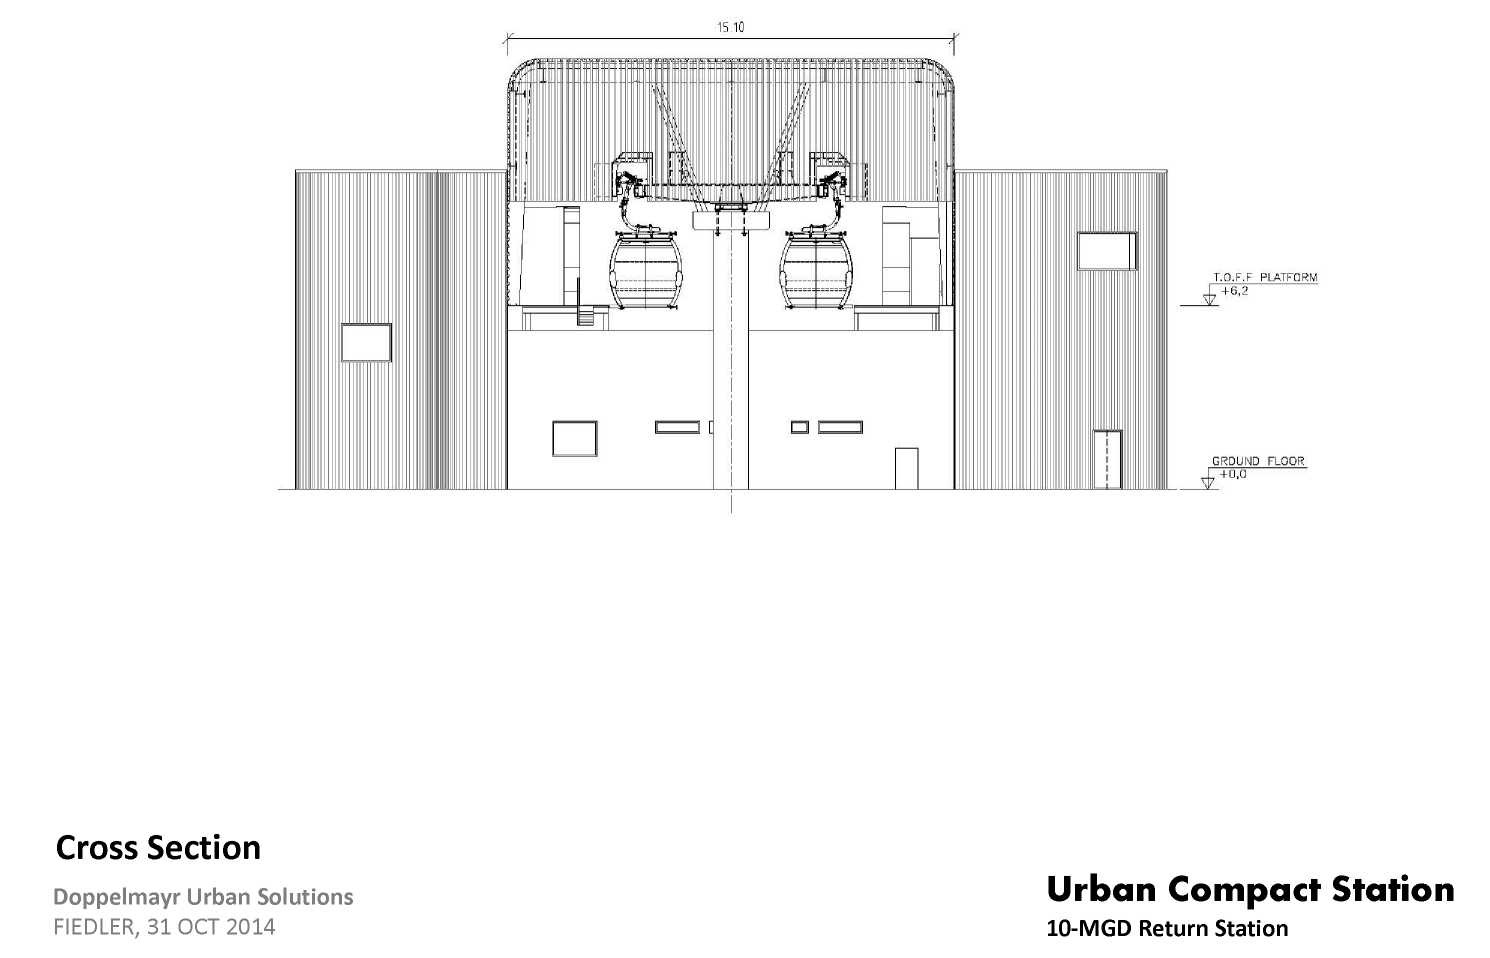 15.10
T.O.F.F PLATFORM
+6,2
GROUND FLOOR
+0,0
Cross Section
Doppelmayr Urban Solutions
FIEDLER, 31 OCT 2014
Urban Compact Station
10-MGD Return Station